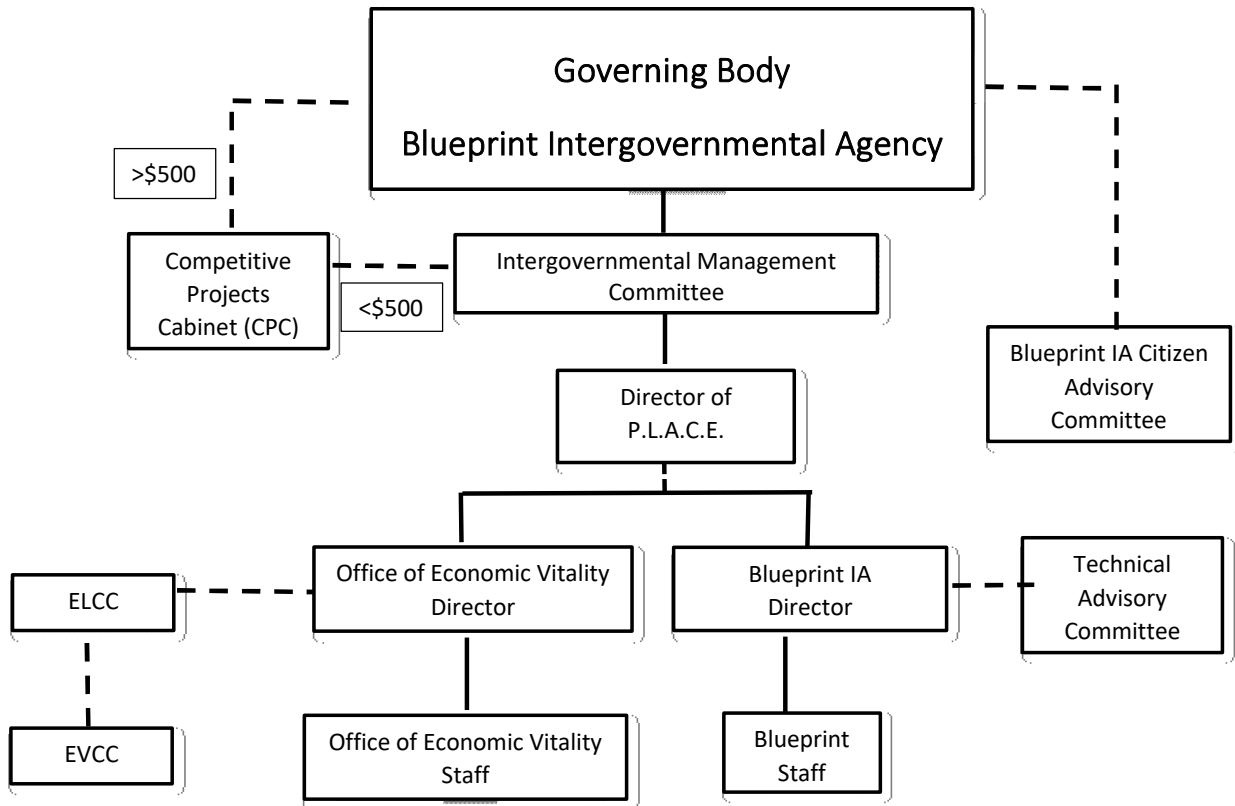 Governing Body
Blueprint Intergovernmental Agency
>$500
Competitive
Projects
Cabinet (CPC)
<$500
Intergovernmental Management
Committee
Blueprint IA Citizen
Advisory
Committee
Director of
P.L.A.C.E.
ELCC
Office of Economic Vitality
Director
Blueprint IA
Director
Technical
Advisory
Committee
EVCC
Office of Economic Vitality
Staff
Blueprint
Staff